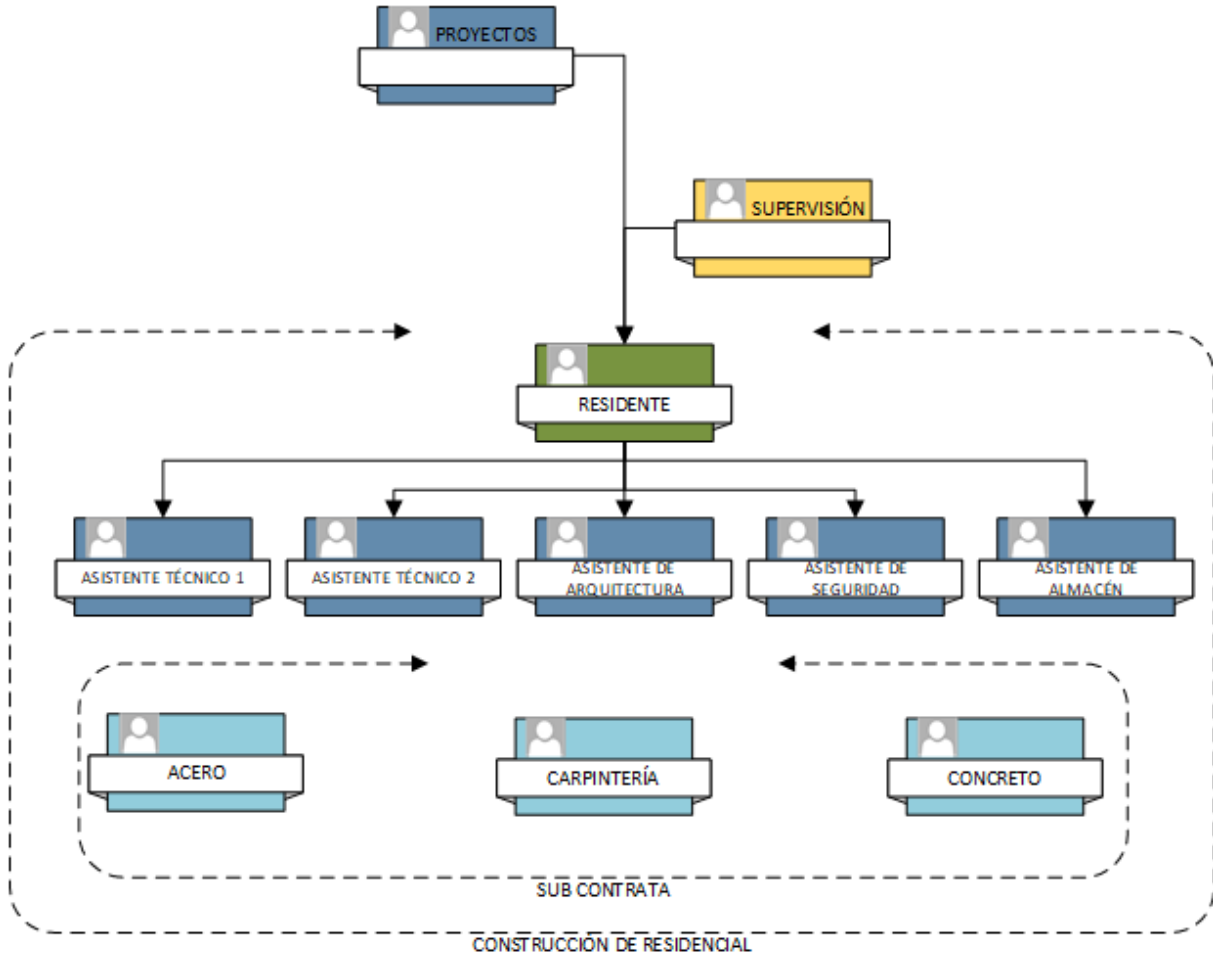 PROYECTOS
SUPERVISIÓN
RESIDENTE
ASISTENTE TÉCNICO 1
ASISTENTE TÉCNICO 2
ASISTENTE DE
ARQUITECTURA
ASISTENTE DE
SEGURIDAD
ASISTENTE DE
ALMACÉN
ACERO
CARPINTERÍA
CONCRETO
SUB CONTRATA
CONSTRUCCIÓN DE RESIDENCIAL